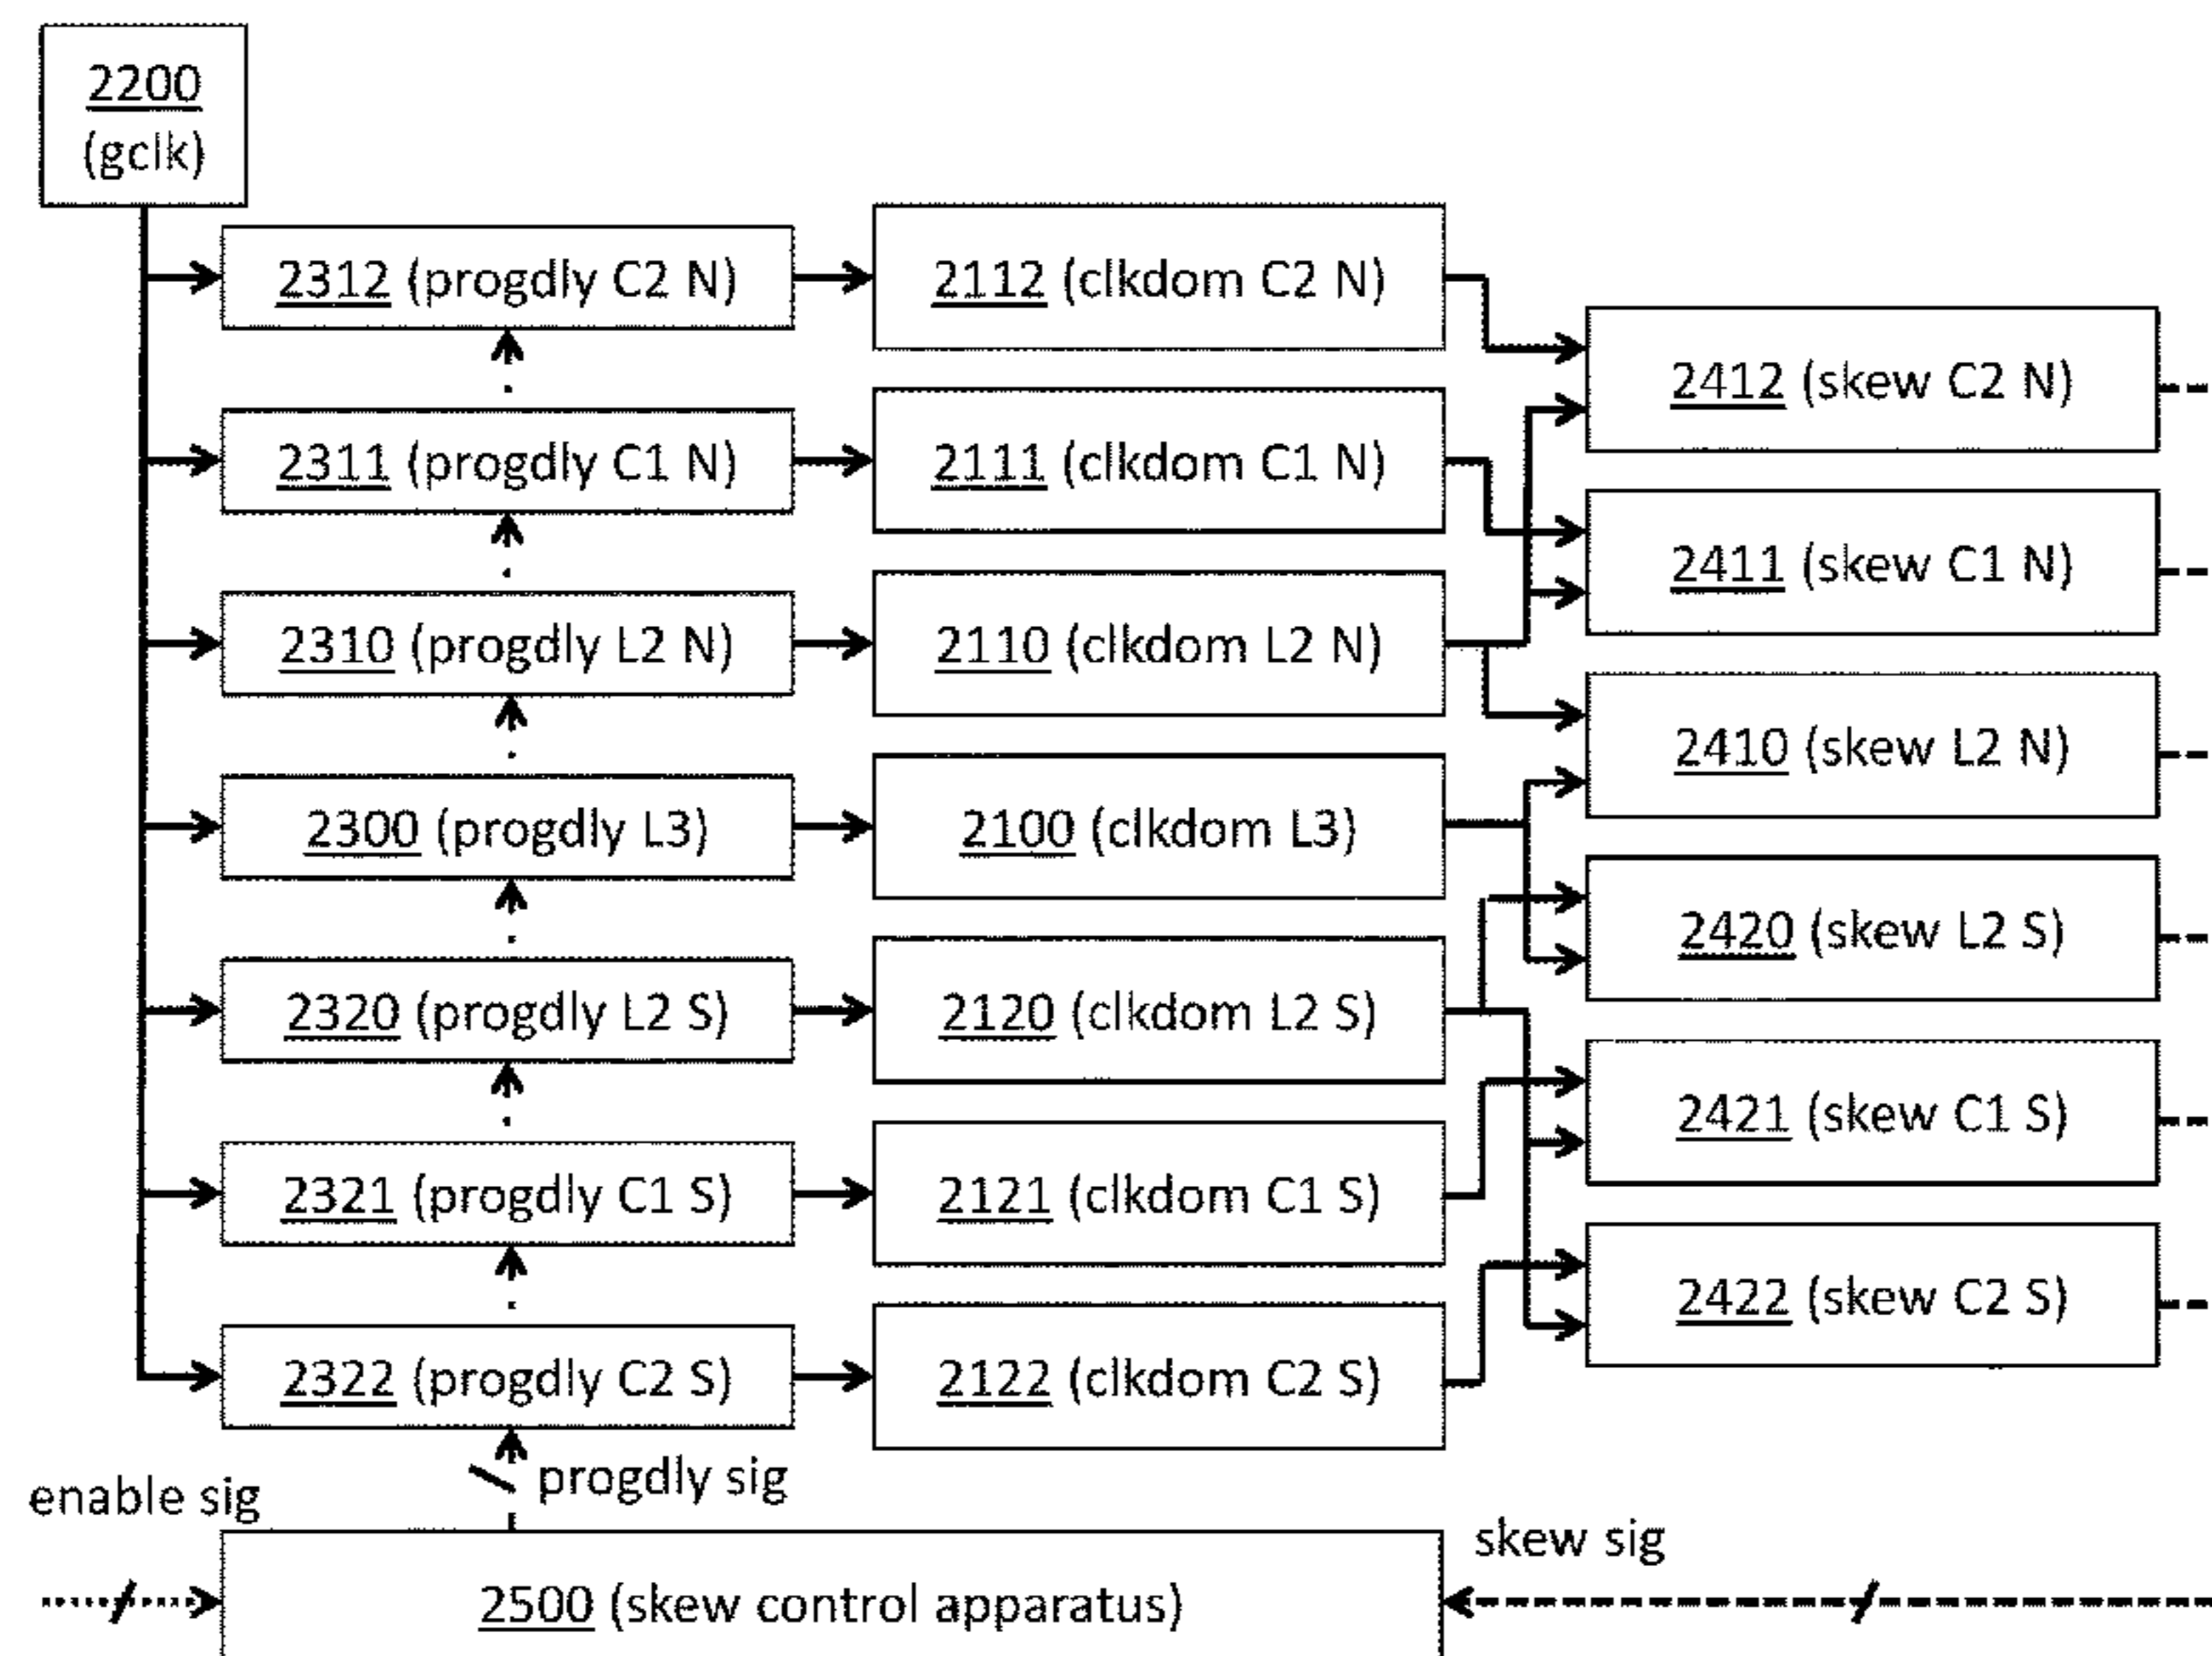 2200
(gclk)
2312 (progdly C2 N)
2112 (clkdom C2 N)
2412 (skew C2 N)
2311 (progdly C1 N)
2111 (clkdom C1 N)
2411 (skew C1 N)
2310 (progdly L2 N)
2110 (clkdom L2 N)
2410 (skew L2 N)
2300 (progdly L3)
2100 (clkdom L3)
2420 (skew L2 S)
2320 (progdly L2 S)
2120 (clkdom L2 S)
2421 (skew C1 S)
2321 (progdly C1 S)
2121 (clkdom C1 S)
2422 (skew C2 S)
2322 (progdly C2 S)
2122 (clkdom C2 S)
progdly sig
enable sig
skew sig
2500 (skew control apparatus)